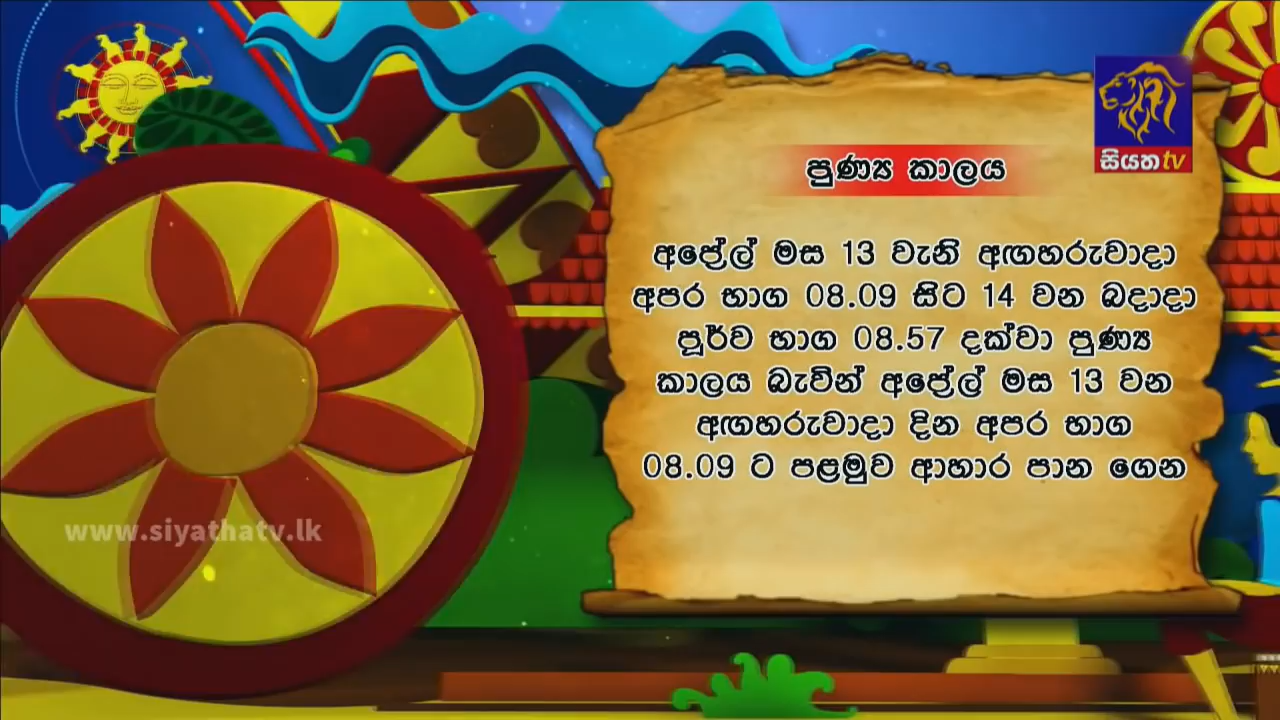 සියත tv
පුණ්‍ය කාලය
අප්‍රේල් මස 13 වැනි අඟහරුවාදා
අපර භාග 08.09 සිට 14 වන බදාදා
පූර්ව භාග 08.57 දක්වා පුණ්‍ය
කාලය බැවින් අප්‍රේල් මස 13 වන
අඟහරුවාදා දින අපර භාග
08.09 ට පළමුව ආහාර පාන ගෙන
www.siyathatv.lk